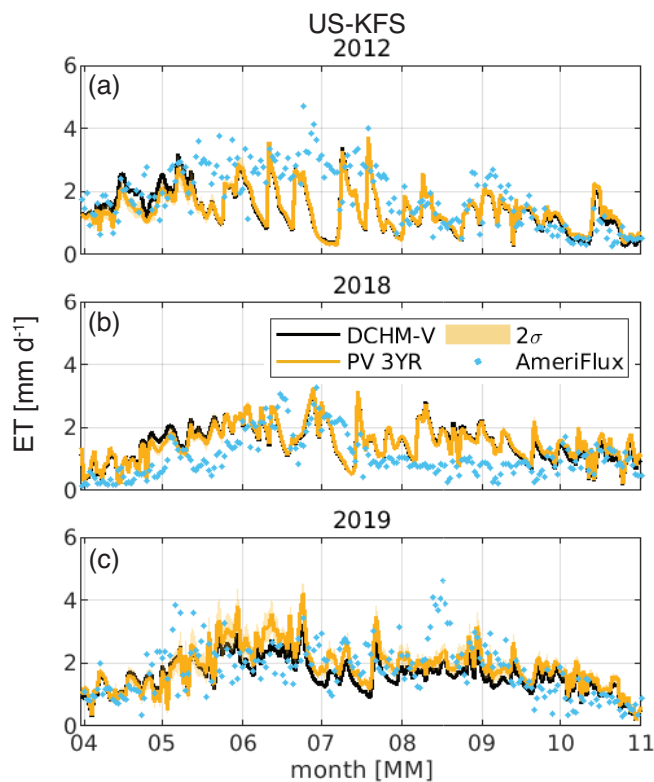 US-KFS
2012
6
(a)
4
2
0
2018
6
(b)
DCHM-V
2σ
PV 3YR
AmeriFlux
4
2
0
ET [mm d⁻¹]
2019
6
(c)
4
2
0
04 05 06 07 08 09 10 11
month [MM]